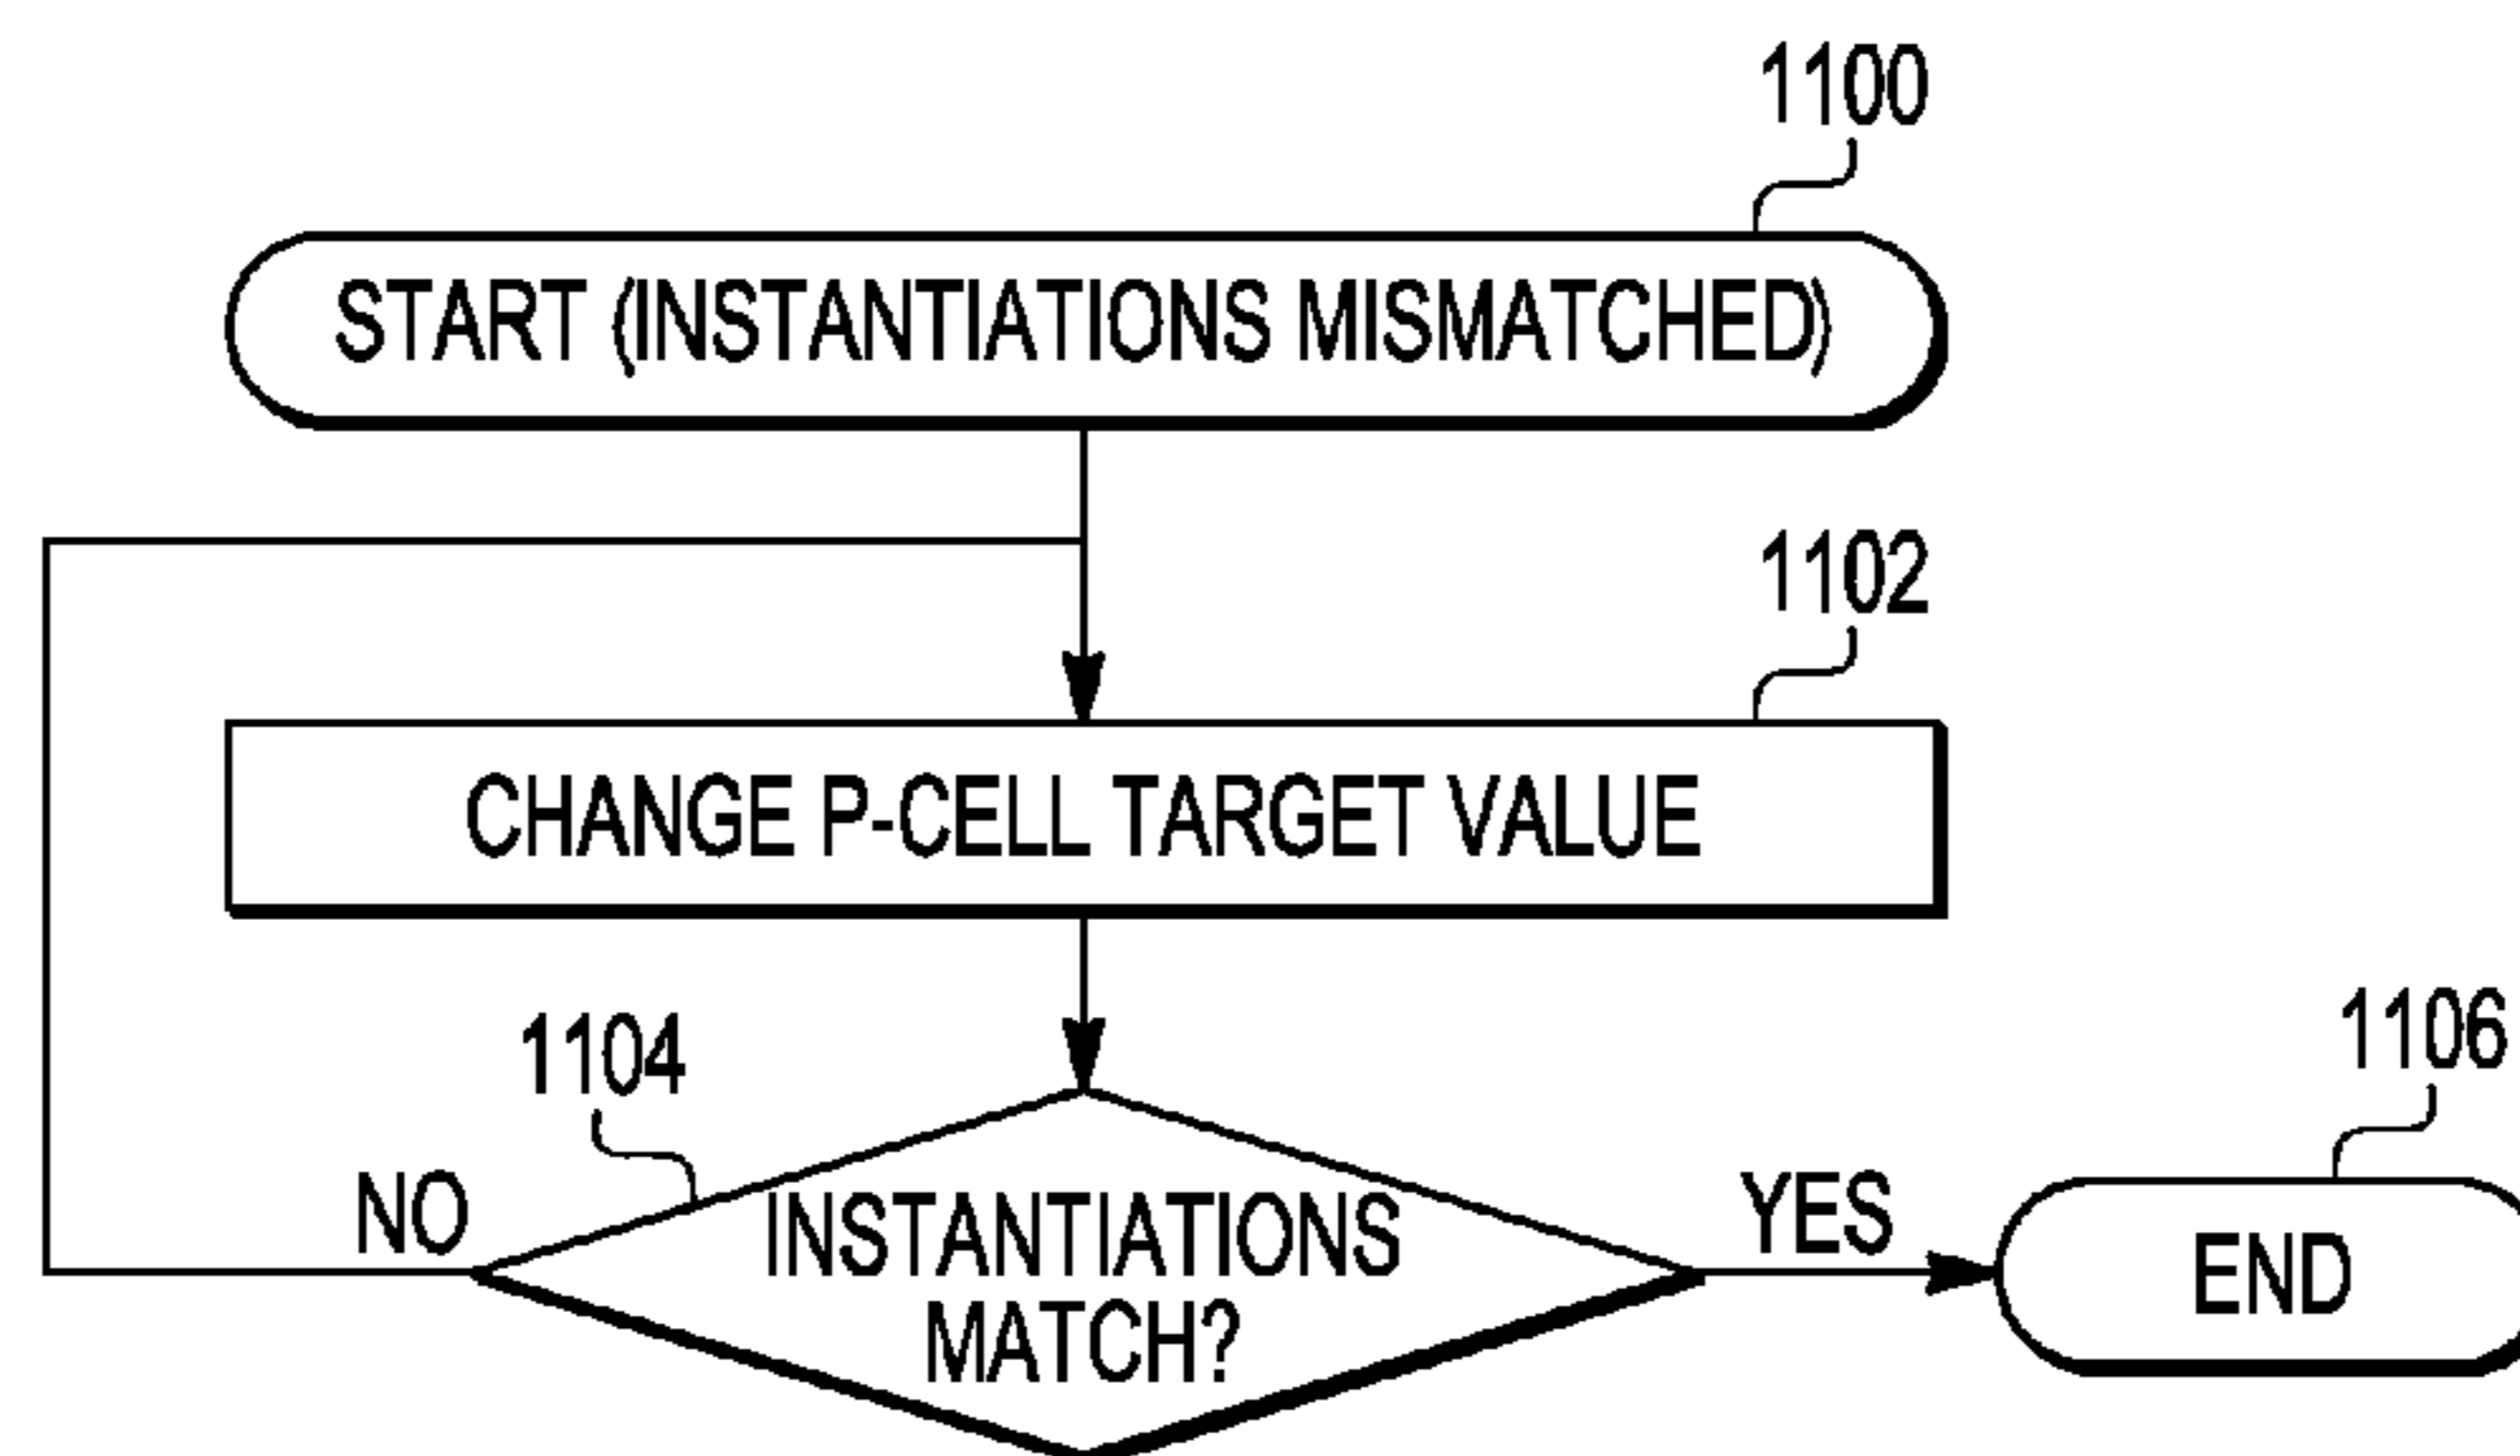 1100
START (INSTANTIATIONS MISMATCHED)
1102
CHANGE P-CELL TARGET VALUE
1104
1106
NO
INSTANTIATIONS
MATCH?
YES
END